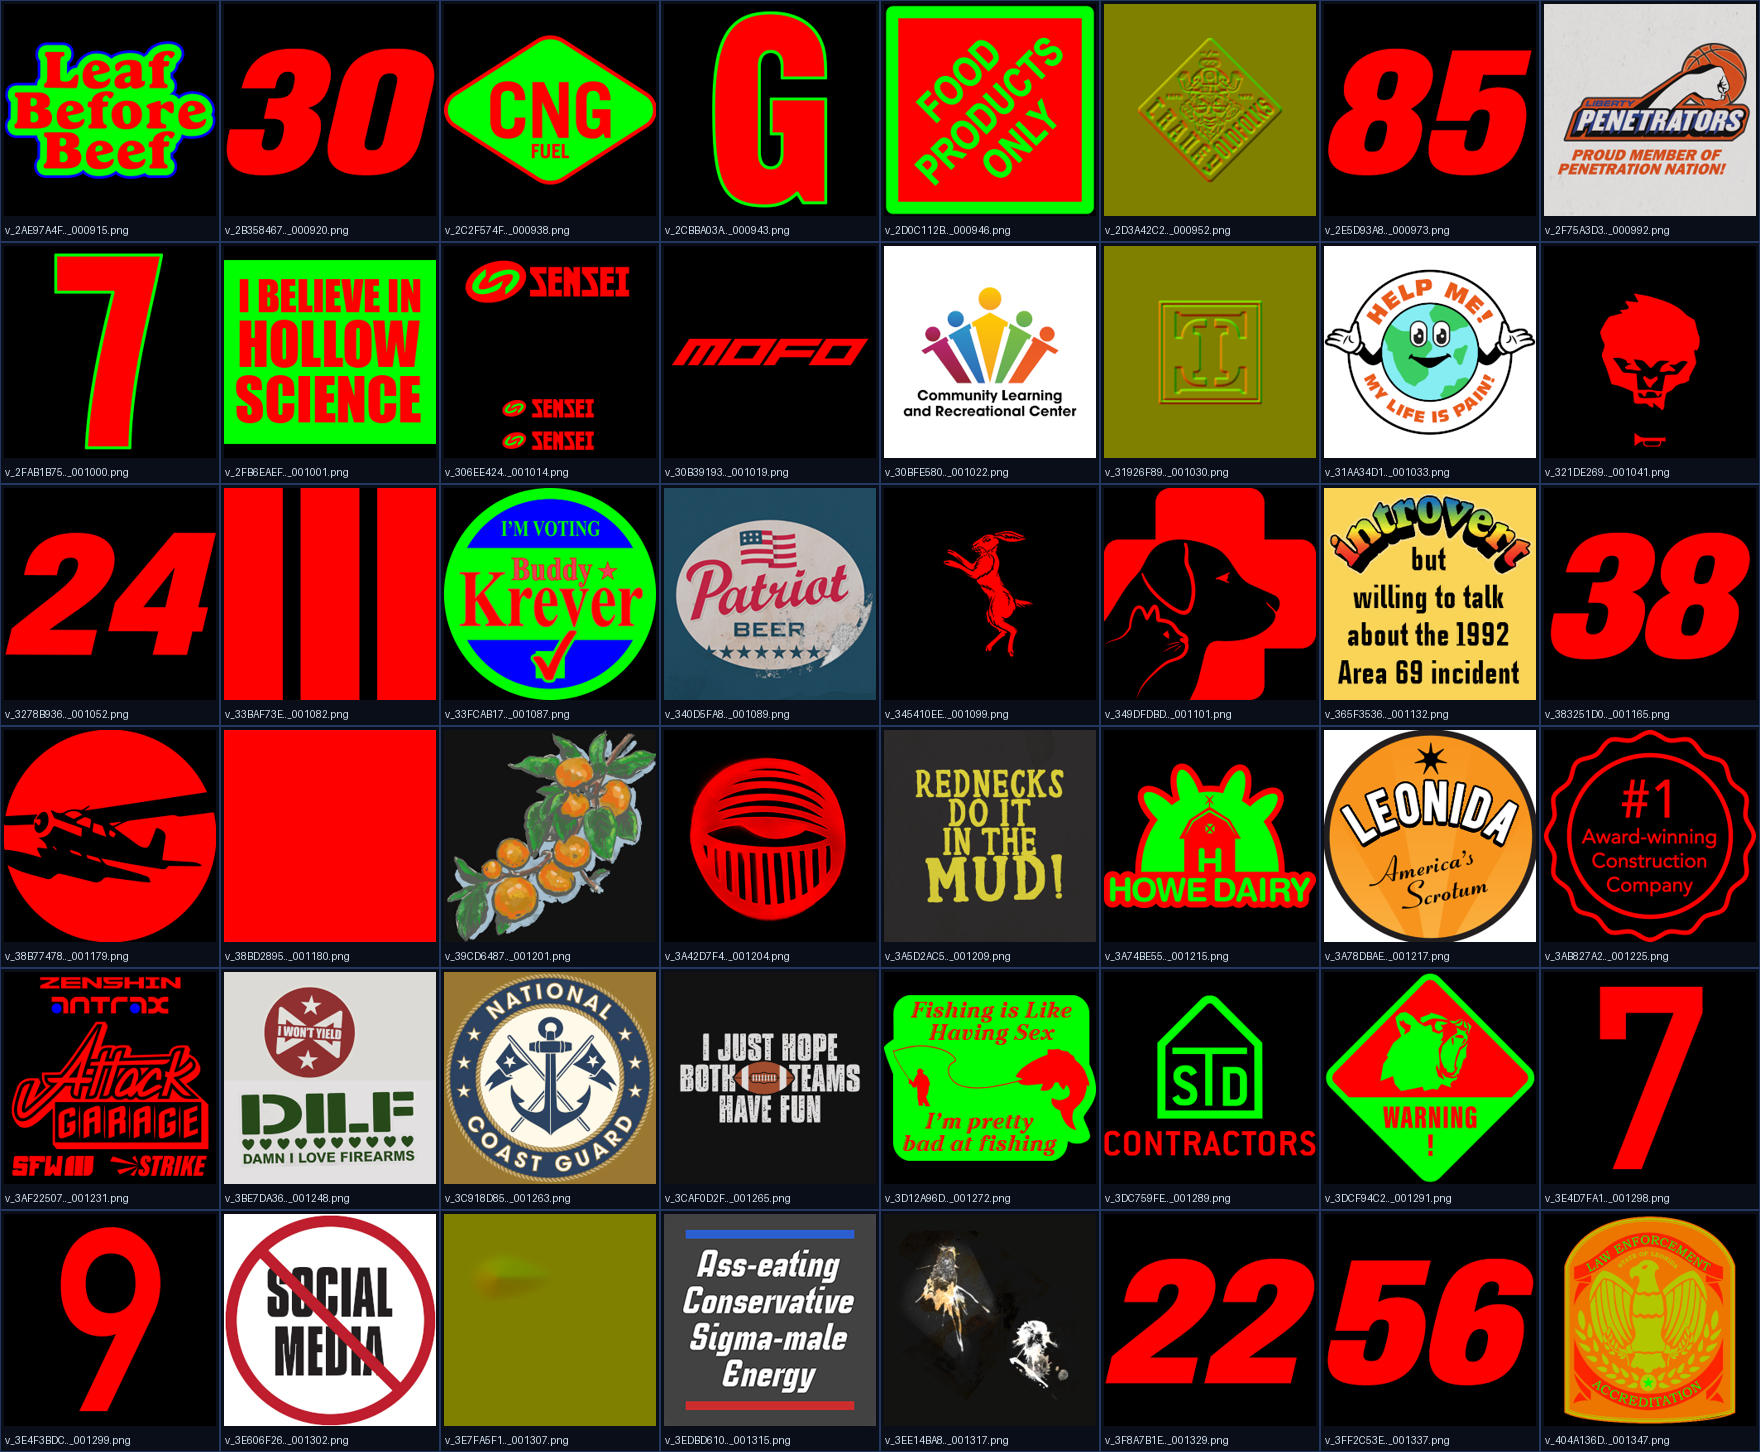 Leaf
Before
Beef
30
CNG
FUEL
G
FOOD
PRODUCTS
ONLY
85
LIBERTY
PENETRATORS
PROUD MEMBER OF
PENETRATION NATION!
v_2AE97A4F.._000915.png
v_2B358467.._000920.png
v_2C2F574F.._000938.png
v_2CBBA03A.._000943.png
v_2D0C112B.._000946.png
v_2D3A42C2.._000952.png
v_2E5D93A8.._000973.png
v_2F75A3D3.._000992.png
7
I BELIEVE IN
HOLLOW
SCIENCE
SENSEI
SENSEI
SENSEI
MOFO
Community Learning
and Recreational Center
I
HELP ME!
MY LIFE IS PAIN!
v_2FAB1B75.._001000.png
v_2FB6EAEF.._001001.png
v_306EE424.._001014.png
v_30B39193.._001019.png
v_30BFE580.._001022.png
v_31926F89.._001030.png
v_31AA34D1.._001033.png
v_321DE269.._001041.png
24
I'M VOTING
Buddy
Kreyer
Patriot
BEER
introvert
but
willing to talk
about the 1992
Area 69 incident
38
v_3278B936.._001052.png
v_33BAF73E.._001082.png
v_33FCAB17.._001087.png
v_340D5FA8.._001089.png
v_345410EE.._001099.png
v_349DFDBD.._001101.png
v_365F3536.._001132.png
v_383251D0.._001165.png
REDNECKS
DO IT
IN THE
MUD!
H
HOWE DAIRY
LEONIDA
America's
Scrotum
#1
Award-winning
Construction
Company
v_38B77478.._001179.png
v_38BD2895.._001180.png
v_39CD6487.._001201.png
v_3A42D7F4.._001204.png
v_3A5D2AC5.._001209.png
v_3A74BE55.._001215.png
v_3A78DBAE.._001217.png
v_3AB827A2.._001225.png
ZENSHIN
antrax
Attack
GARAGE
SFW
STRIKE
I WON'T YIELD
DILF
DAMN I LOVE FIREARMS
NATIONAL
COAST GUARD
I JUST HOPE
BOTH TEAMS
HAVE FUN
Fishing is Like
Having Sex
I'm pretty
bad at fishing
STD
CONTRACTORS
WARNING
!
7
v_3AF22507.._001231.png
v_3BE7DA36.._001248.png
v_3C918D85.._001263.png
v_3CAF0D2F.._001265.png
v_3D12A96D.._001272.png
v_3DC759FE.._001289.png
v_3DCF94C2.._001291.png
v_3E4D7FA1.._001298.png
9
SOCIAL
MEDIA
Ass-eating
Conservative
Sigma-male
Energy
22
56
LAW ENFORCEMENT
STATE OF LEONIDA
ACCREDITATION
v_3E4F3BDC.._001299.png
v_3E606F26.._001302.png
v_3E7FA5F1.._001307.png
v_3EDBD610.._001315.png
v_3EE14BA8.._001317.png
v_3F8A7B1E.._001329.png
v_3FF2C53E.._001337.png
v_404A136D.._001347.png